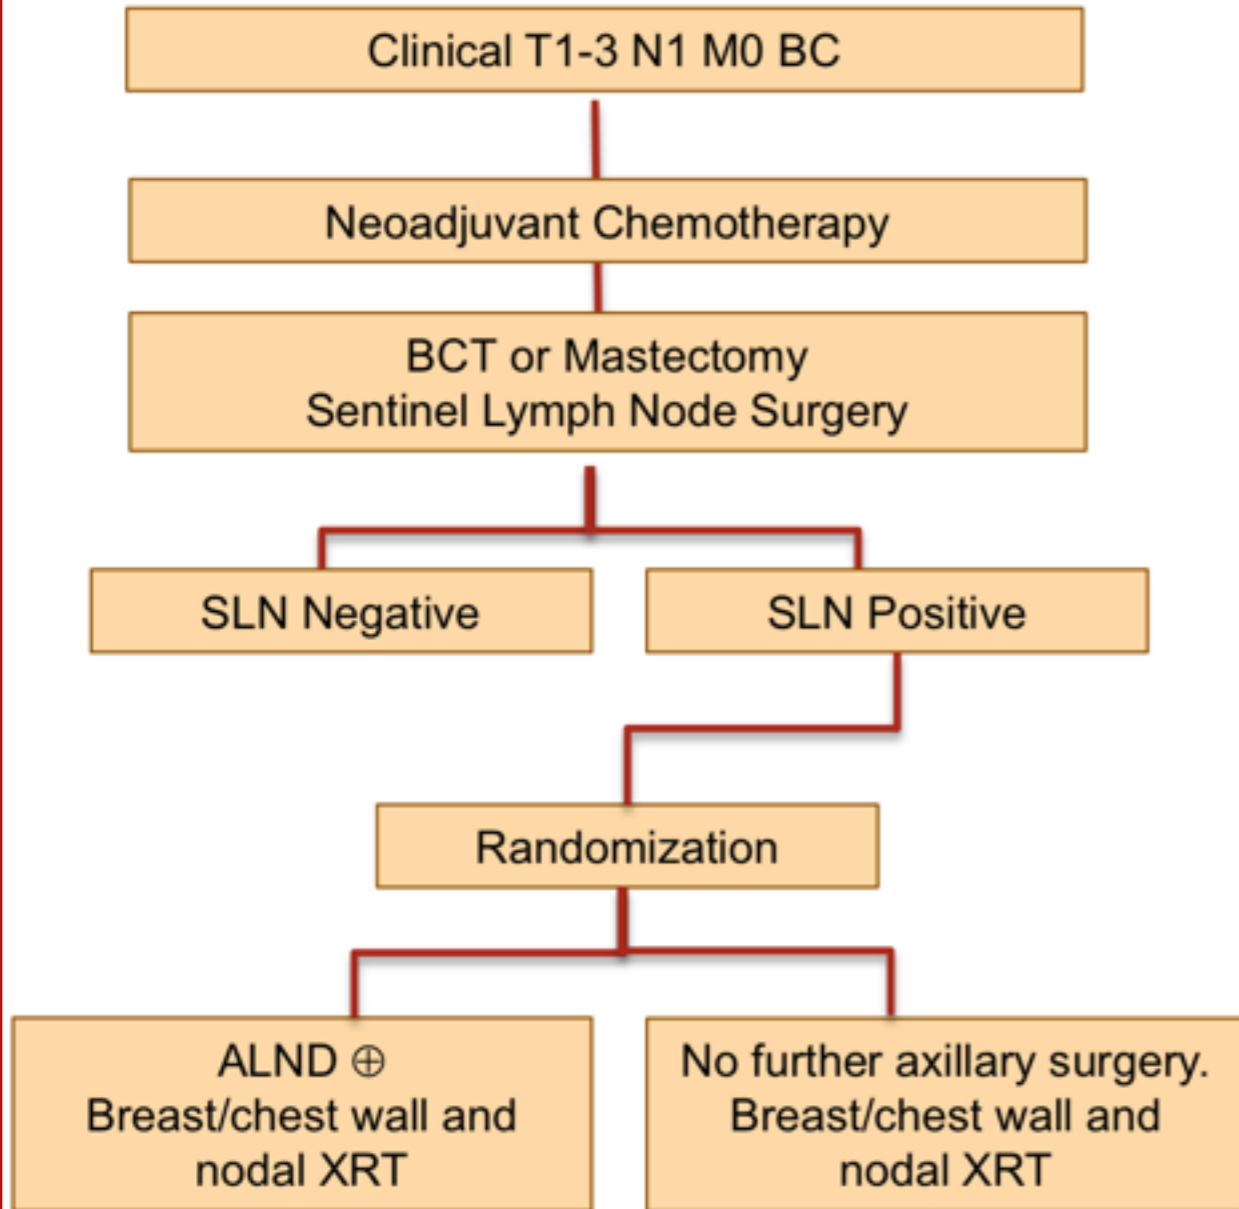 Clinical T1-3 N1 M0 BC
Neoadjuvant Chemotherapy
BCT or Mastectomy
Sentinel Lymph Node Surgery
SLN Negative
SLN Positive
Randomization
ALND ⊕
Breast/chest wall and
nodal XRT
No further axillary surgery.
Breast/chest wall and
nodal XRT